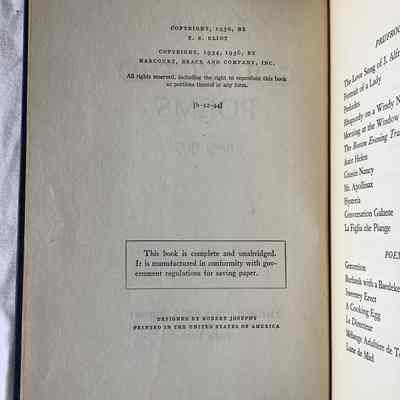 COPYRIGHT, 1930, BY
T. S. ELIOT
COPYRIGHT, 1934, 1936, BY
HARCOURT, BRACE AND COMPANY, INC.
All rights reserved, including the right to reproduce this book
or portions thereof in any form.
This book is complete and unabridged.
It is manufactured in conformity with gov-
ernment regulations for saving paper.
DESIGNED BY ROBERT JOSEPHY
PRINTED IN THE UNITED STATES OF AMERICA
PRUFROC
The Love Song of J. Alfr
Portrait of a Lady
Preludes
Rhapsody on a Windy N
Morning at the Window
The Boston Evening Tra
Aunt Helen
Cousin Nancy
Mr. Apollinax
Hysteria
Conversation Galante
La Figlia Che Piange
POEM
Gerontion
Burbank with a Baedeke
Sweeney Erect
A Cooking Egg
Le Directeur
Mélange Adultère de T
Lune de Miel